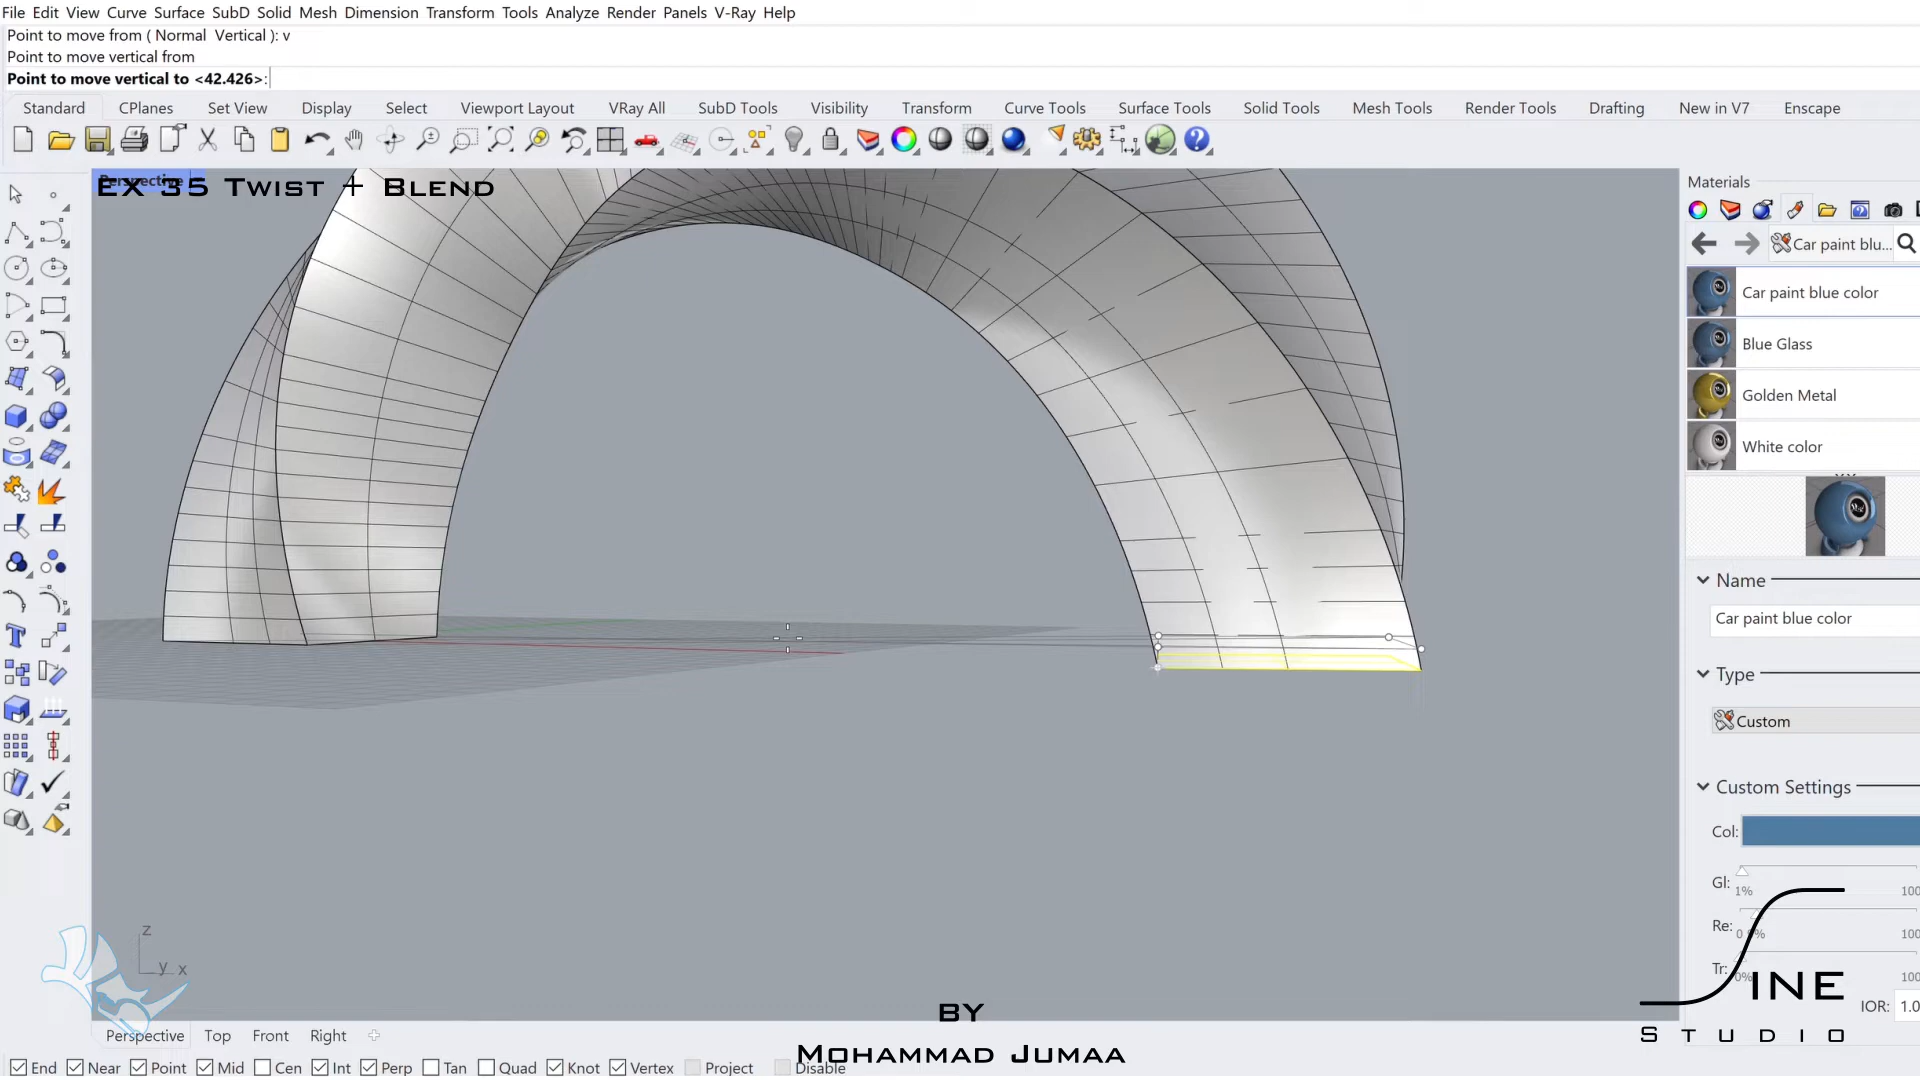 File Edit View Curve Surface SubD Solid Mesh Dimension Transform Tools Analyze Render Panels V-Ray Help
Point to move from ( Normal Vertical ): v
Point to move vertical from
Point to move vertical to <42.426>:
Standard CPlanes Set View Display Select Viewport Layout VRay All SubD Tools Visibility Transform Curve Tools Surface Tools Solid Tools Mesh Tools Render Tools Drafting New in V7 Enscape
Perspective
Ex 35 Twist + Blend
Materials
Car paint blu...
Car paint blue color
Blue Glass
Golden Metal
White color
Name
Car paint blue color
Type
Custom
Custom Settings
Col:
Gl: 1% 100
Re: 0 0% 100
Tr: 0% 100
IOR: 1.0
z
y x
INE
Studio
by
Mohammad Jumaa
Perspective Top Front Right
End Near Point Mid Cen Int Perp Tan Quad Knot Vertex Project Disable